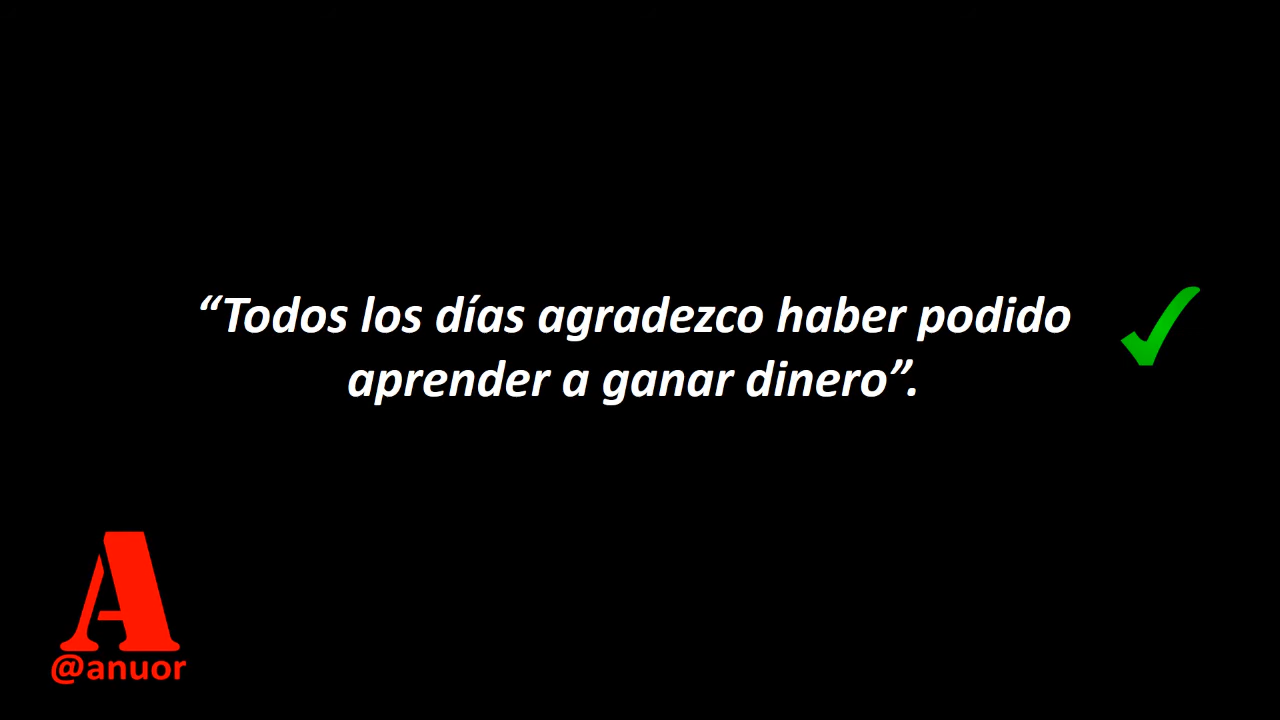 “Todos los días agradezco haber podido
aprender a ganar dinero”.
A
@anuor